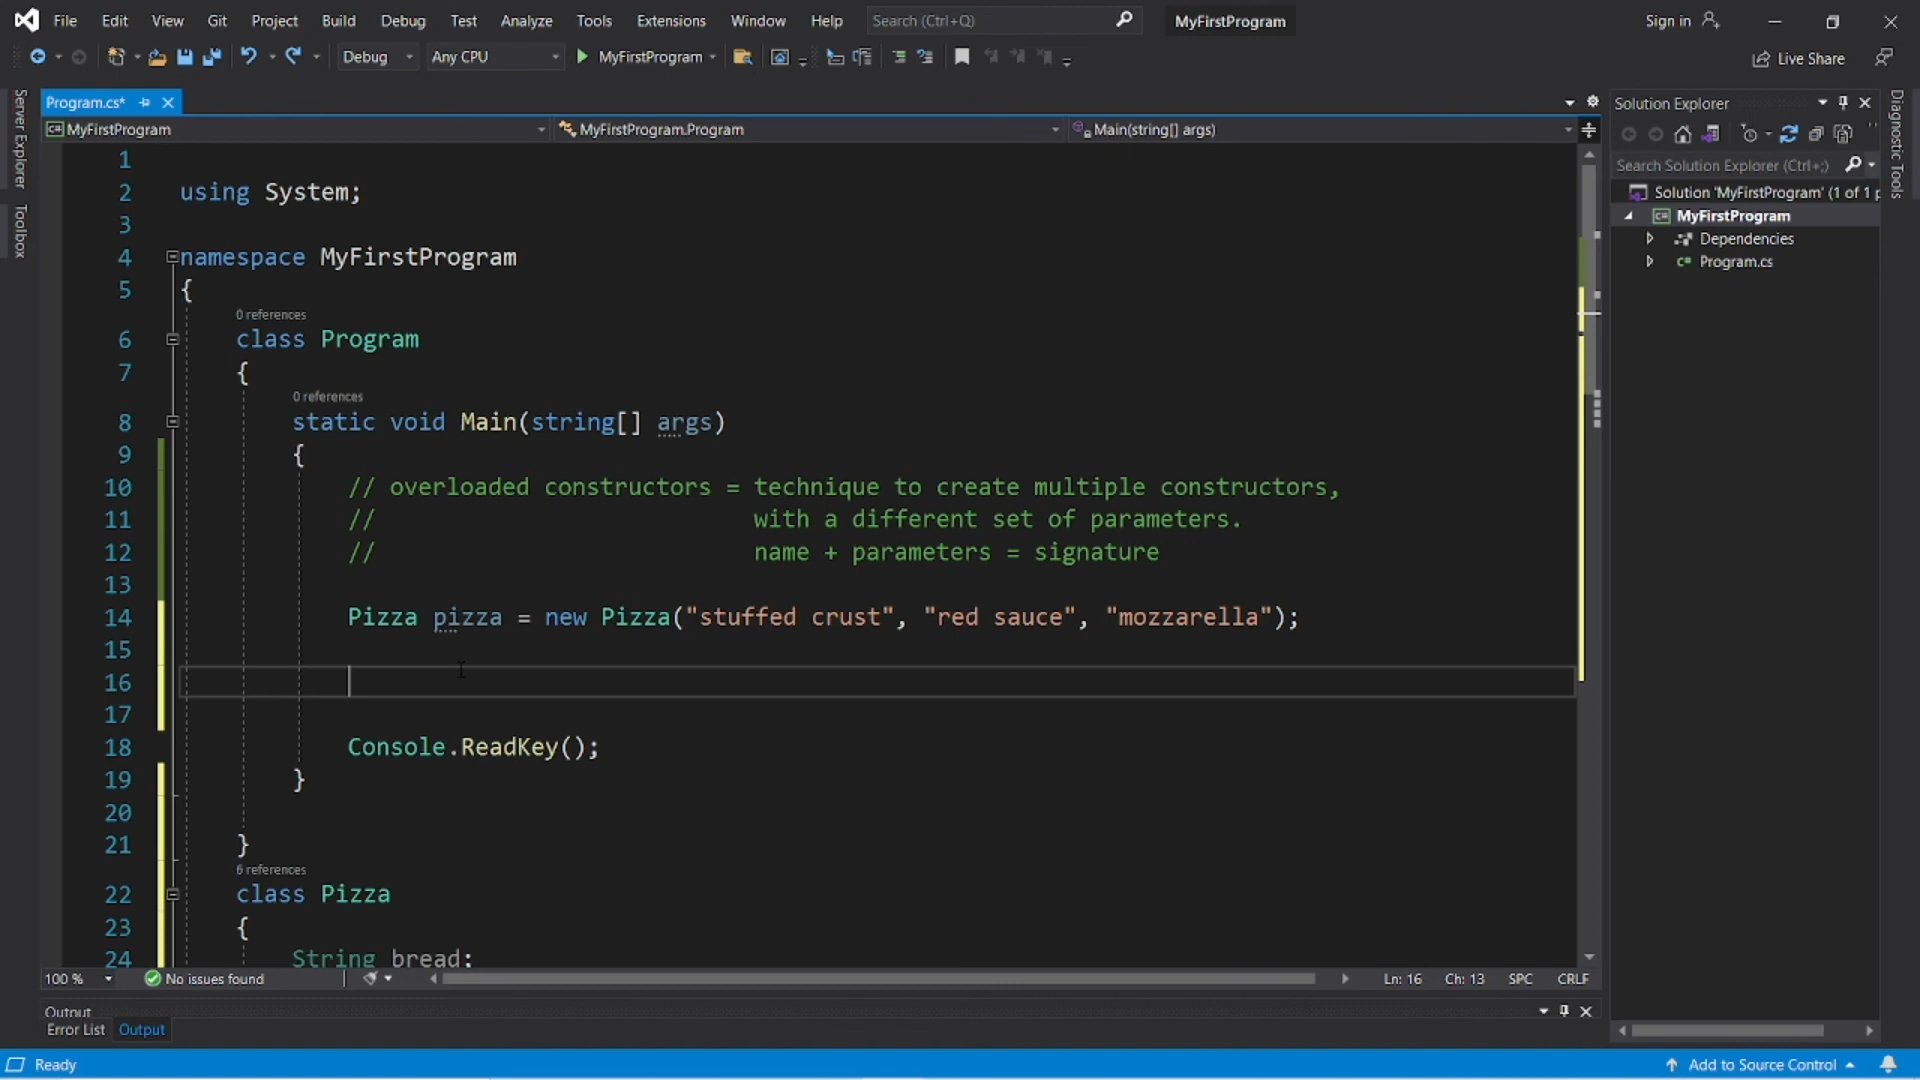 File Edit View Git Project Build Debug Test Analyze Tools Extensions Window Help Search (Ctrl+Q) MyFirstProgram Sign in
Debug Any CPU MyFirstProgram Live Share
Server Explorer
Toolbox
Program.cs*
MyFirstProgram MyFirstProgram.Program Main(string[] args)
1
2 using System;
3
4 namespace MyFirstProgram
5 {
0 references
6 class Program
7 {
0 references
8 static void Main(string[] args)
9 {
10 // overloaded constructors = technique to create multiple constructors,
11 // with a different set of parameters.
12 // name + parameters = signature
13
14 Pizza pizza = new Pizza("stuffed crust", "red sauce", "mozzarella");
15
16
17
18 Console.ReadKey();
19 }
20
21 }
6 references
22 class Pizza
23 {
24 String bread;
100 % No issues found Ln: 16 Ch: 13 SPC CRLF
Output
Error List Output
Ready Add to Source Control
Solution Explorer
Search Solution Explorer (Ctrl+;)
Solution 'MyFirstProgram' (1 of 1 p
MyFirstProgram
Dependencies
C# Program.cs
Diagnostic Tools